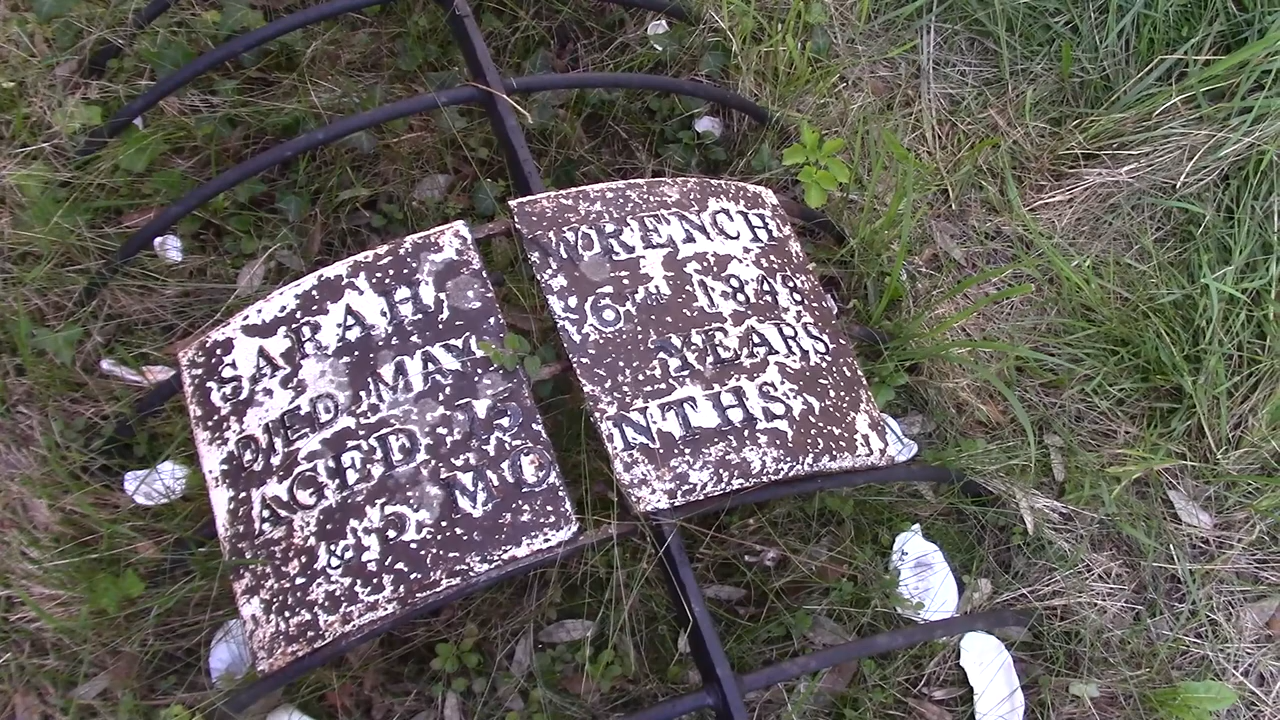 SARAH WRENCH
DIED MAY 6TH 1848
AGED 15 YEARS
& 5 MONTHS